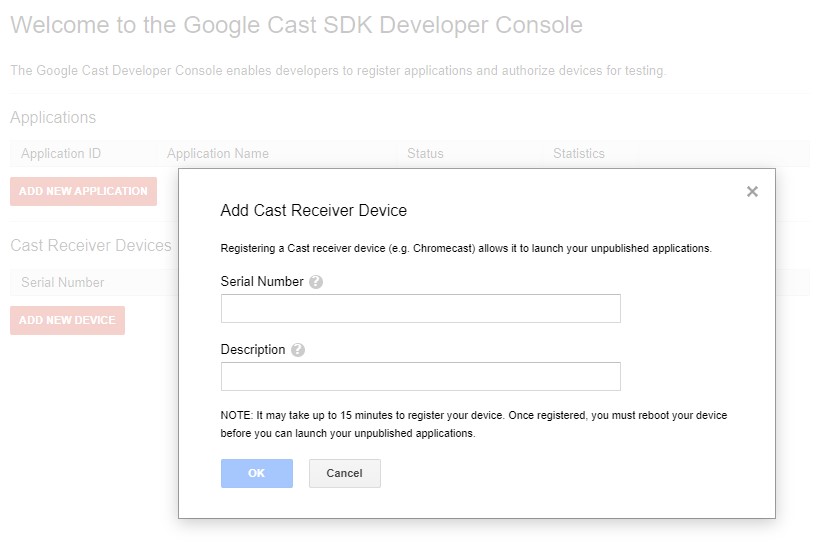 Welcome to the Google Cast SDK Developer Console
The Google Cast Developer Console enables developers to register applications and authorize devices for testing.
Applications
Application ID Application Name Status Statistics
ADD NEW APPLICATION
Cast Receiver Devices
Serial Number
ADD NEW DEVICE
Add Cast Receiver Device
Registering a Cast receiver device (e.g. Chromecast) allows it to launch your unpublished applications.
Serial Number ?
Description ?
NOTE: It may take up to 15 minutes to register your device. Once registered, you must reboot your device
before you can launch your unpublished applications.
OK Cancel